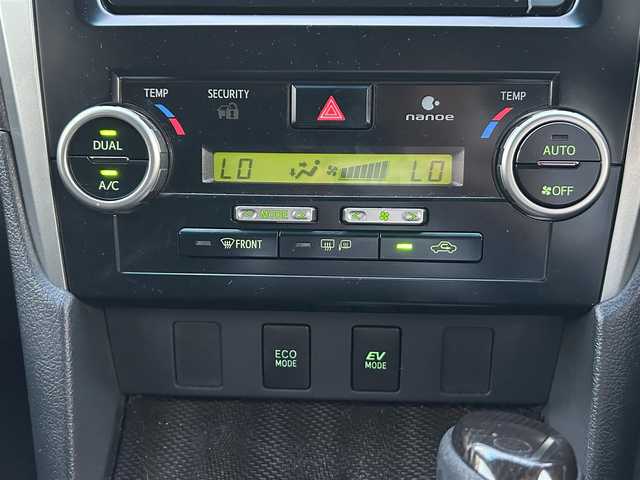 TEMP
SECURITY
nanoe
TEMP
DUAL
A/C
LO
LO
AUTO
OFF
MODE
FRONT
ECO
MODE
EV
MODE